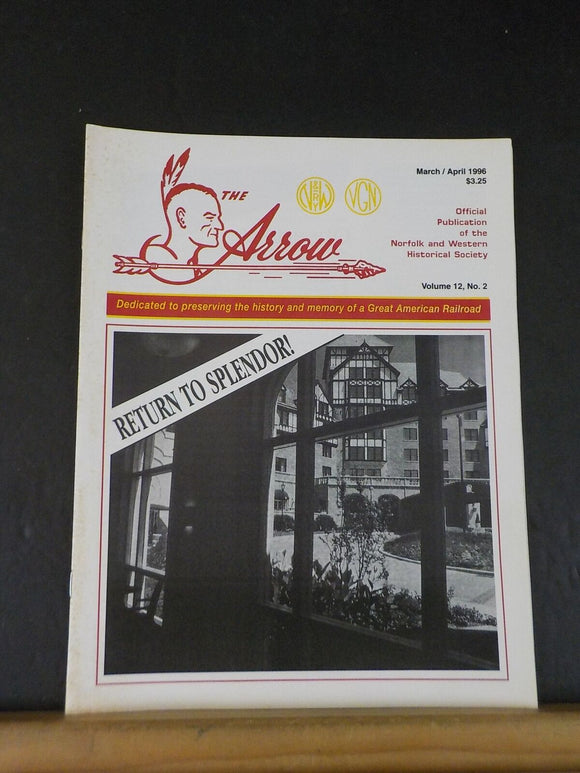 THE
Arrow
N&W
RY
VGN
March / April 1996
$3.25
Official
Publication
of the
Norfolk and Western
Historical Society
Volume 12, No. 2
Dedicated to preserving the history and memory of a Great American Railroad
RETURN TO SPLENDOR!